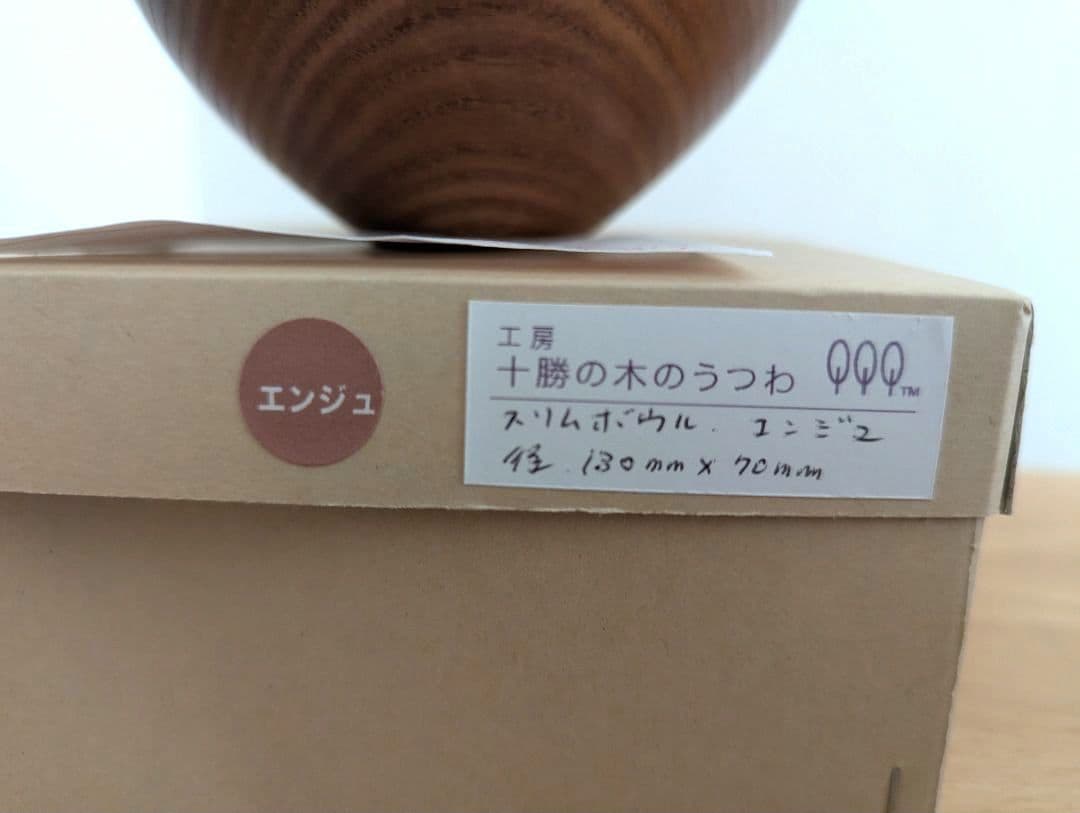 エンジュ
工房
十勝の木のうつわ
TM
スリムボウル. エンジュ
径. 130mm×70mm